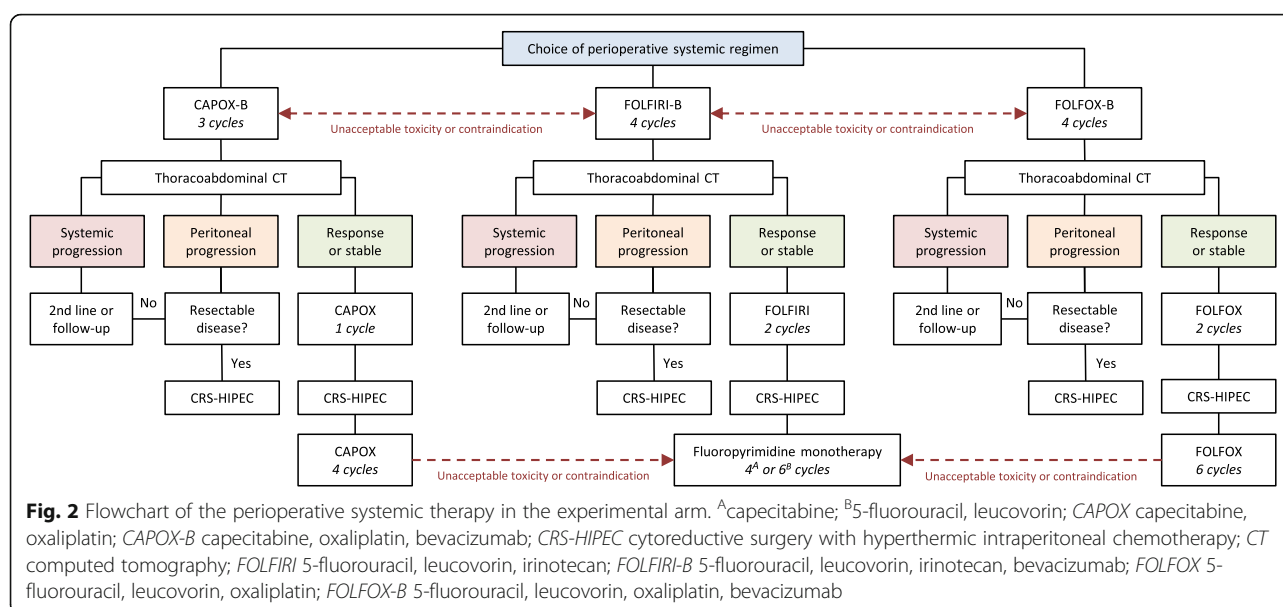 Choice of perioperative systemic regimen
CAPOX-B
3 cycles
Unacceptable toxicity or contraindication
FOLFIRI-B
4 cycles
Unacceptable toxicity or contraindication
FOLFOX-B
4 cycles
Thoracoabdominal CT
Thoracoabdominal CT
Thoracoabdominal CT
Systemic
progression
Peritoneal
progression
Response
or stable
Systemic
progression
Peritoneal
progression
Response
or stable
Systemic
progression
Peritoneal
progression
Response
or stable
2nd line or
follow-up
No
Resectable
disease?
CAPOX
1 cycle
2nd line or
follow-up
No
Resectable
disease?
FOLFIRI
2 cycles
2nd line or
follow-up
No
Resectable
disease?
FOLFOX
2 cycles
Yes
Yes
Yes
CRS-HIPEC
CRS-HIPEC
CRS-HIPEC
CRS-HIPEC
CRS-HIPEC
CRS-HIPEC
CAPOX
4 cycles
Unacceptable toxicity or contraindication
Fluoropyrimidine monotherapy
4ᴬ or 6ᴮ cycles
Unacceptable toxicity or contraindication
FOLFOX
6 cycles
Fig. 2 Flowchart of the perioperative systemic therapy in the experimental arm. ᴬcapecitabine; ᴮ5-fluorouracil, leucovorin; CAPOX capecitabine,
oxaliplatin; CAPOX-B capecitabine, oxaliplatin, bevacizumab; CRS-HIPEC cytoreductive surgery with hyperthermic intraperitoneal chemotherapy; CT
computed tomography; FOLFIRI 5-fluorouracil, leucovorin, irinotecan; FOLFIRI-B 5-fluorouracil, leucovorin, irinotecan, bevacizumab; FOLFOX 5-
fluorouracil, leucovorin, oxaliplatin; FOLFOX-B 5-fluorouracil, leucovorin, oxaliplatin, bevacizumab